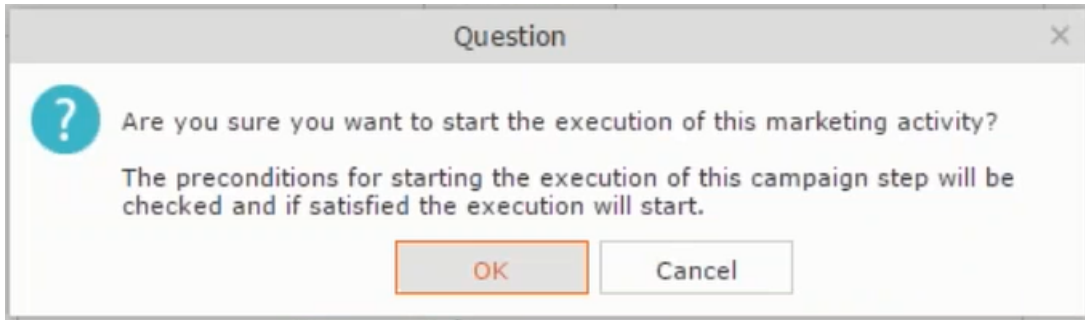 Question
Are you sure you want to start the execution of this marketing activity?
The preconditions for starting the execution of this campaign step will be
checked and if satisfied the execution will start.
OK
Cancel